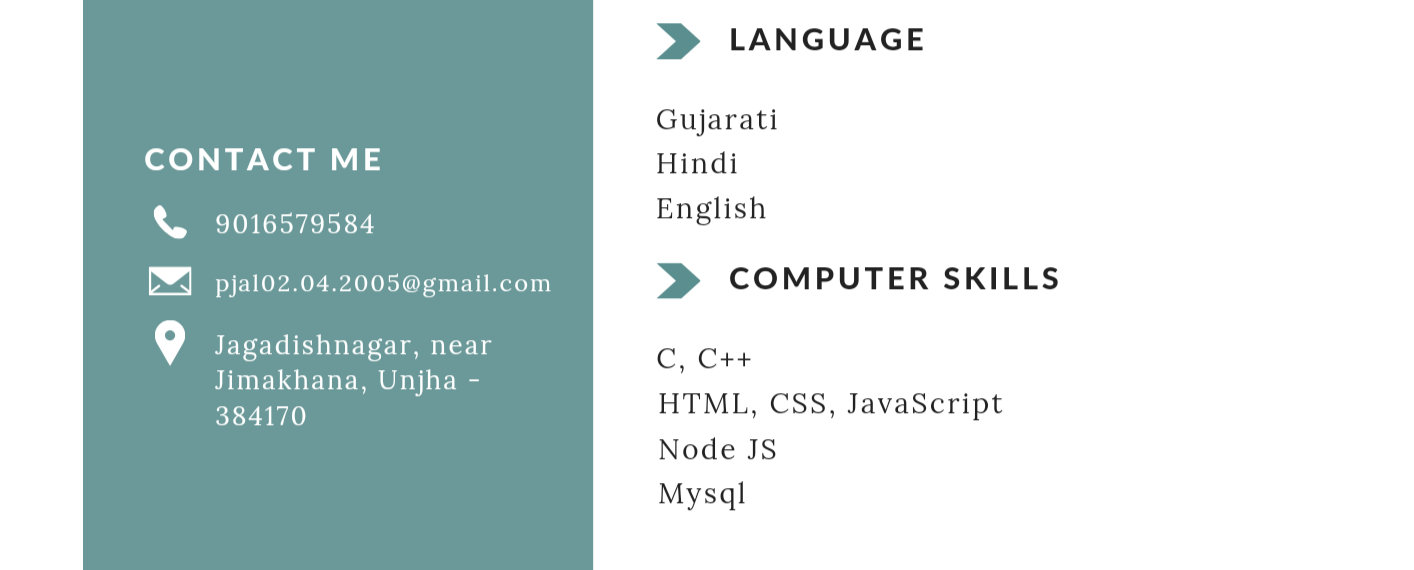 CONTACT ME
9016579584
pjal02.04.2005@gmail.com
Jagadishnagar, near
Jimakhana, Unjha -
384170
LANGUAGE
Gujarati
Hindi
English
COMPUTER SKILLS
C, C++
HTML, CSS, JavaScript
Node JS
Mysql